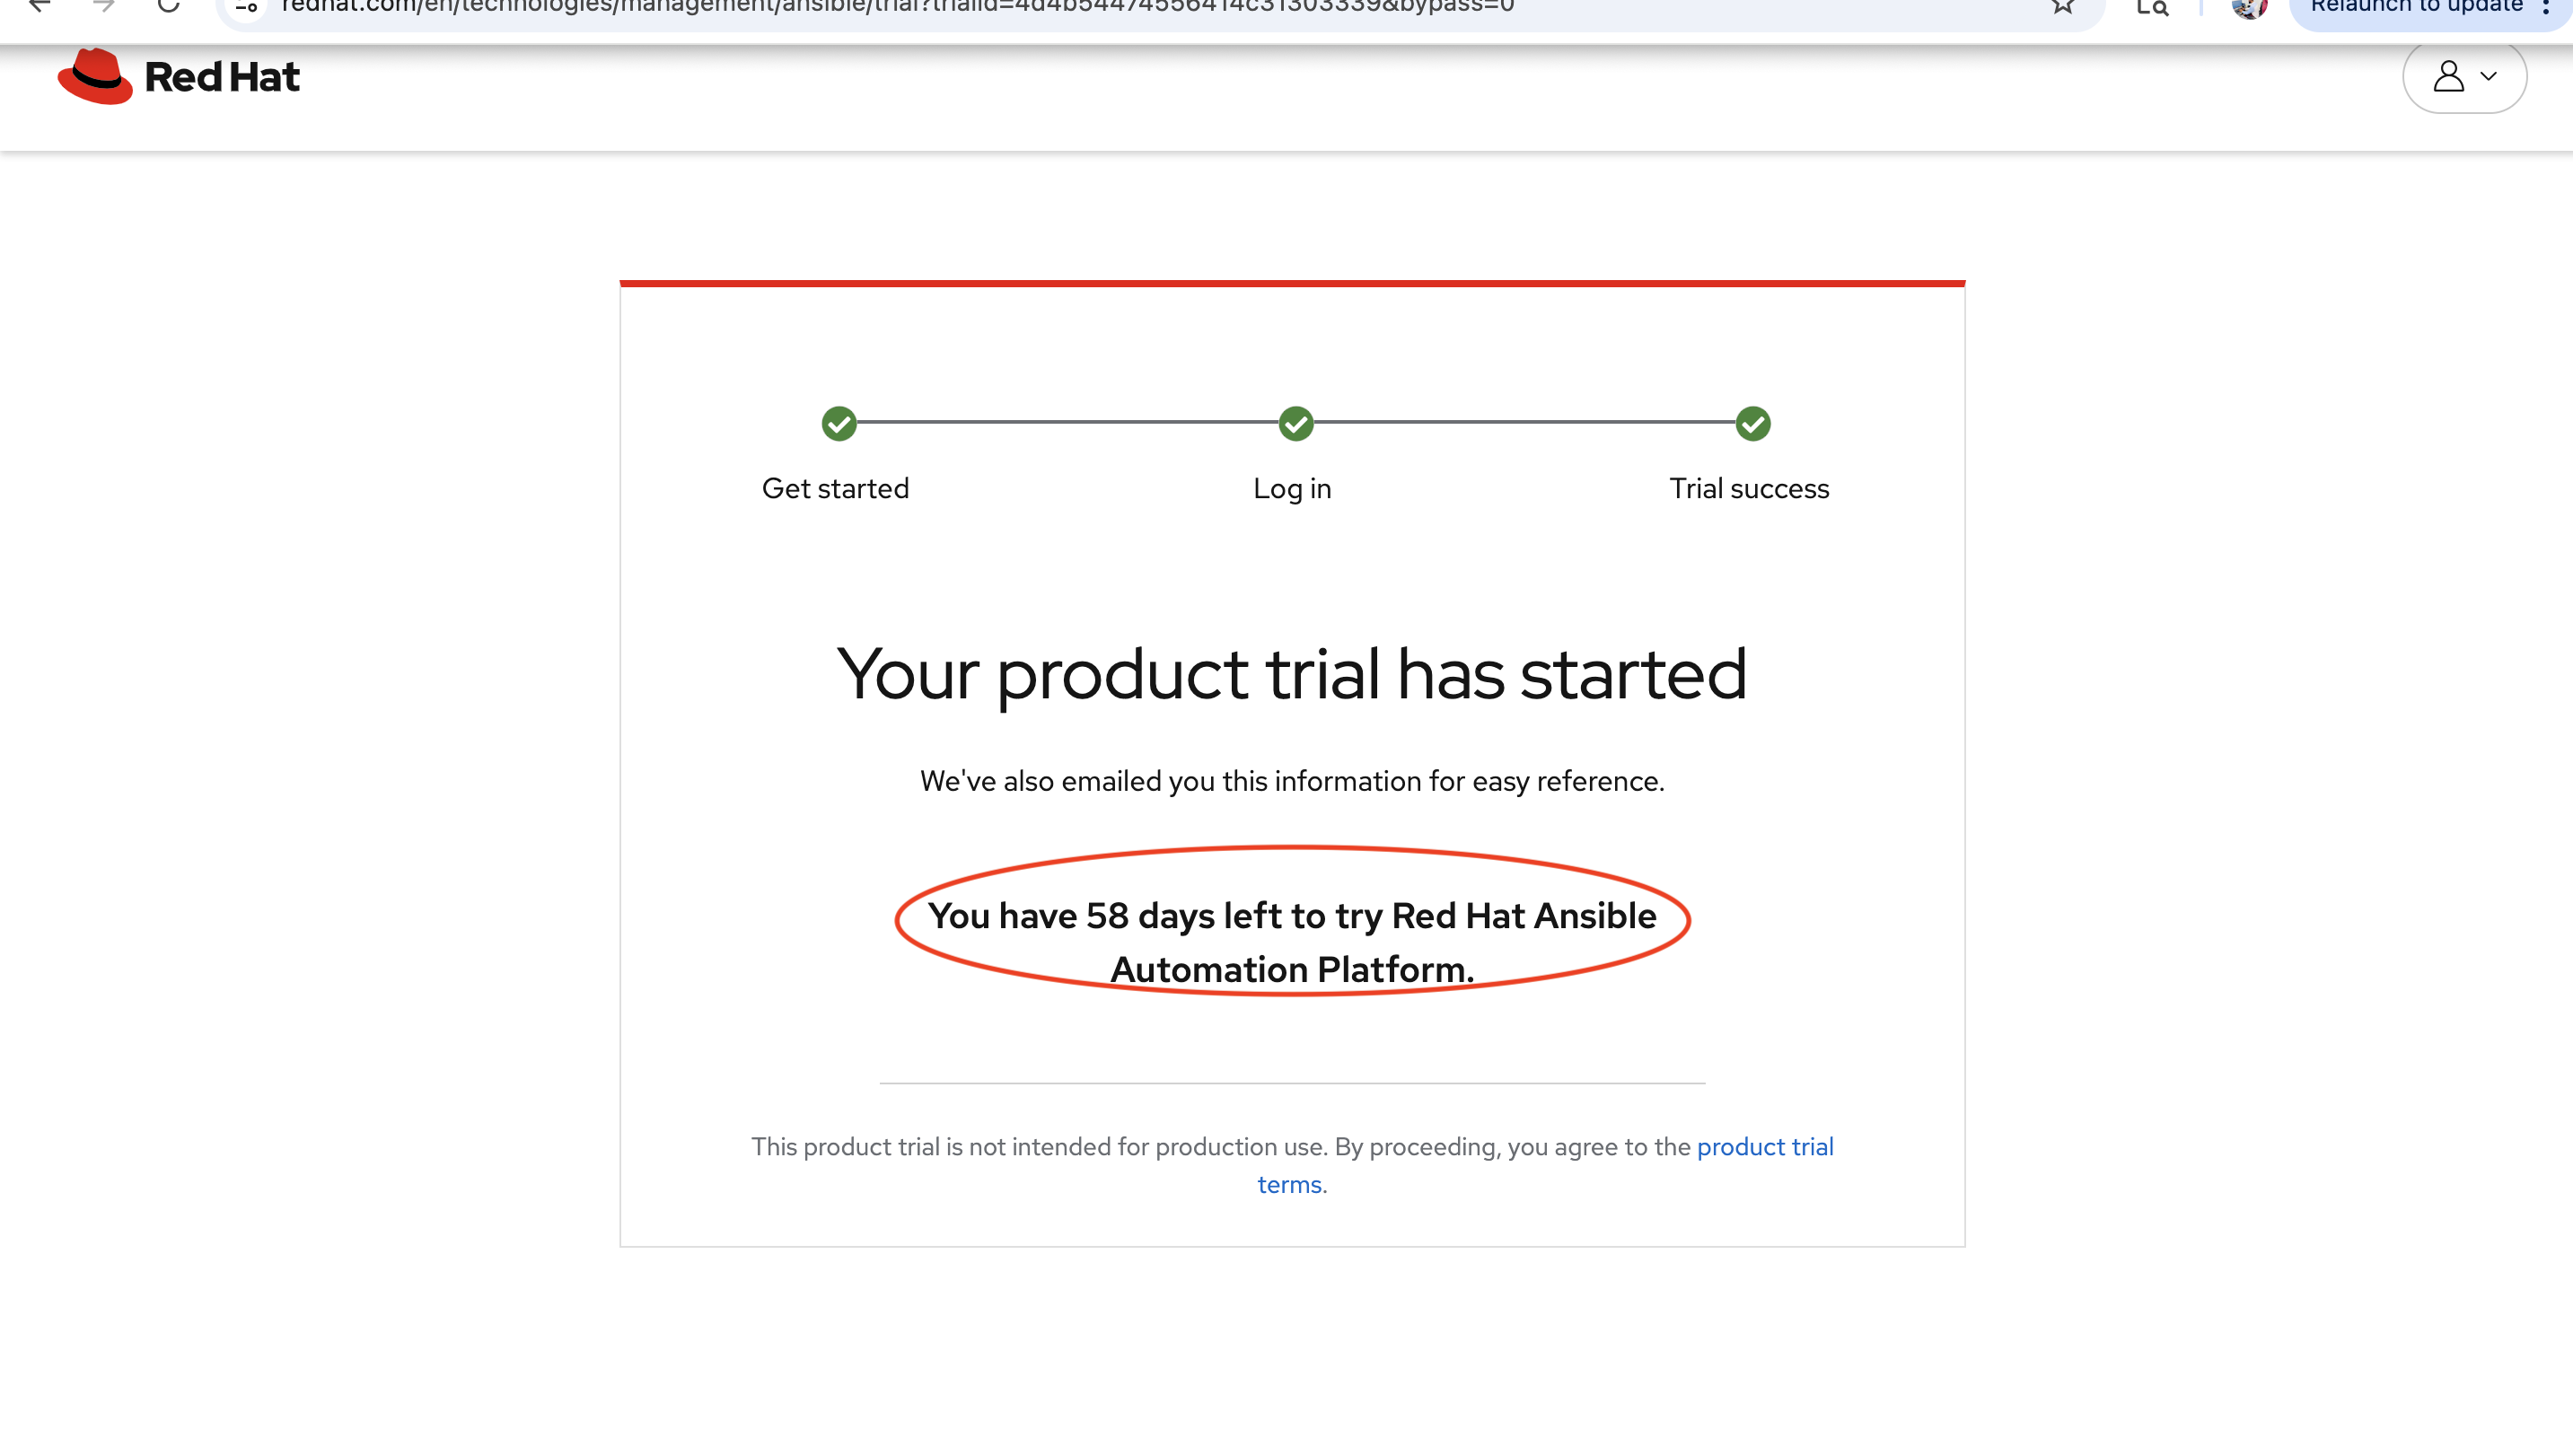 redhat.com/en/technologies/management/ansible/trial?trialid=4d4b54474556414c31303339&bypass=0
Relaunch to update
Red Hat
Get started
Log in
Trial success
Your product trial has started
We've also emailed you this information for easy reference.
You have 58 days left to try Red Hat Ansible
Automation Platform.
This product trial is not intended for production use. By proceeding, you agree to the product trial
terms.